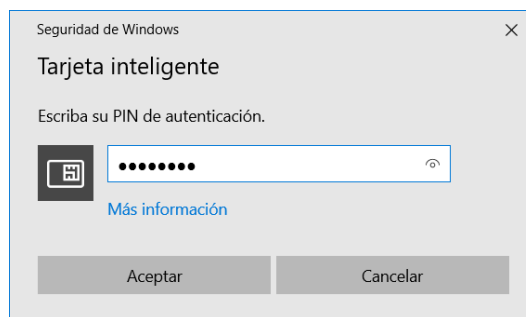 Seguridad de Windows
Tarjeta inteligente
Escriba su PIN de autenticación.
••••••••
Más información
Aceptar
Cancelar